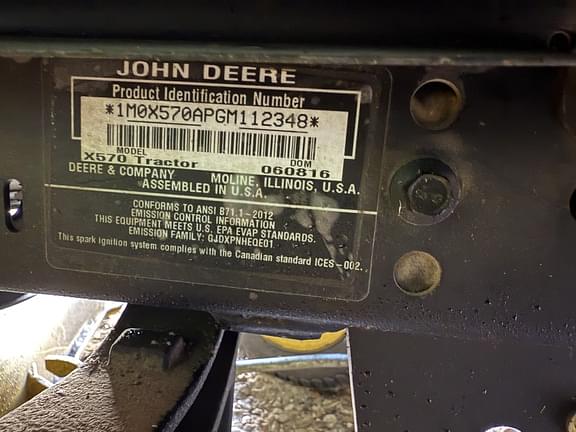 JOHN DEERE
Product Identification Number
*1M0X570APGM112348*
MODEL DOM
X570 Tractor 060816
DEERE & COMPANY MOLINE, ILLINOIS, U.S.A.
ASSEMBLED IN U.S.A.
CONFORMS TO ANSI B71.1-2012
EMISSION CONTROL INFORMATION
THIS EQUIPMENT MEETS U.S. EPA EVAP STANDARDS.
EMISSION FAMILY: GJDXPNHEQE01
This spark ignition system complies with the Canadian standard ICES-002.